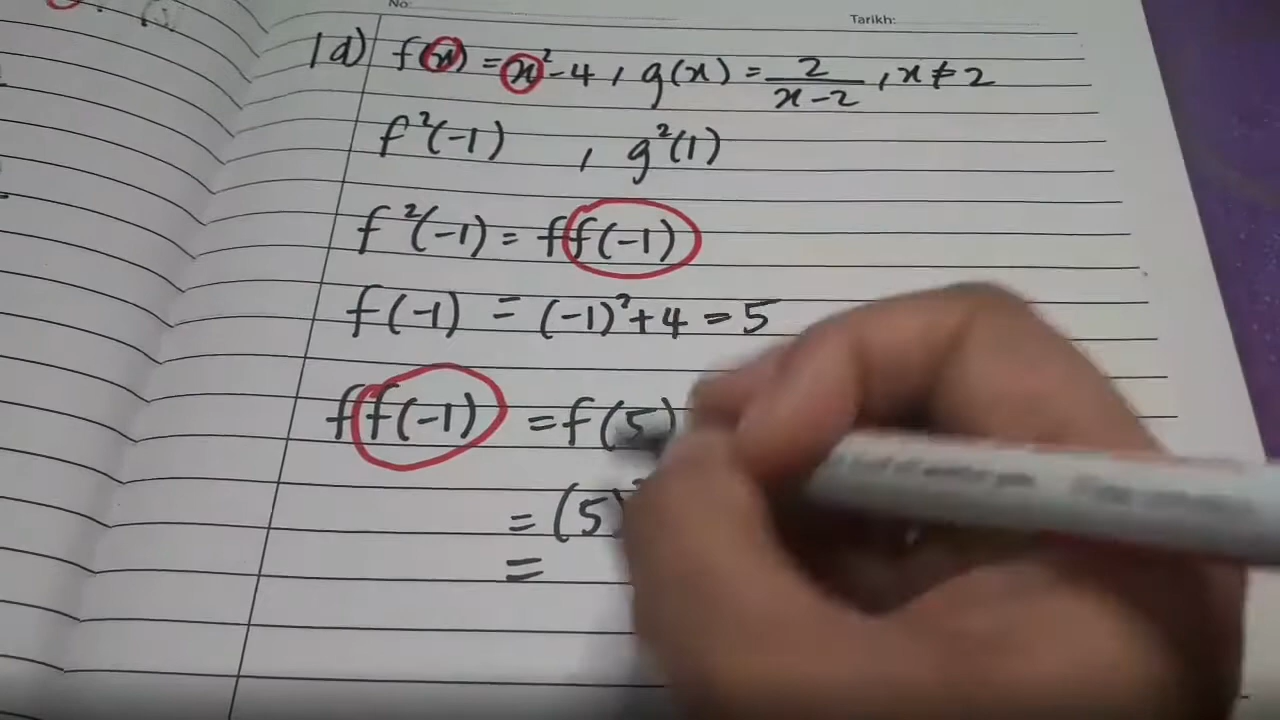 No:
Tarikh:
1d) f(x) = x²-4 , g(x) = 2/(x-2) , x≠2
f²(-1) , g²(1)
f²(-1) = ff(-1)
f(-1) = (-1)²+4 = 5
ff(-1) = f(5)
= (5)²
=